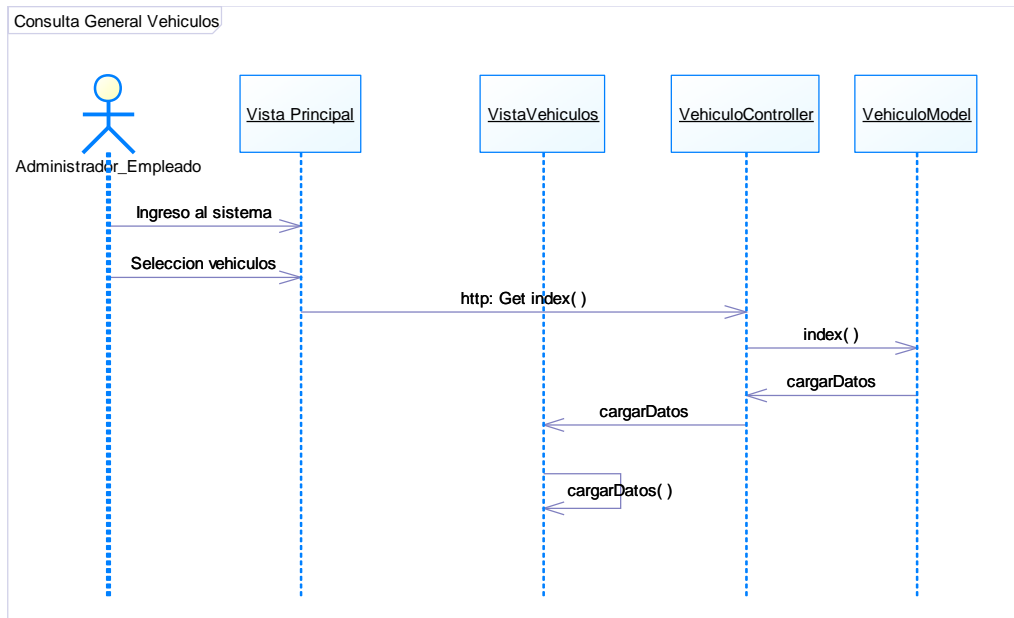 Consulta General Vehiculos
Vista Principal
VistaVehiculos
VehiculoController
VehiculoModel
Administrador_Empleado
Ingreso al sistema
Seleccion vehiculos
http: Get index( )
index( )
cargarDatos
cargarDatos
cargarDatos( )